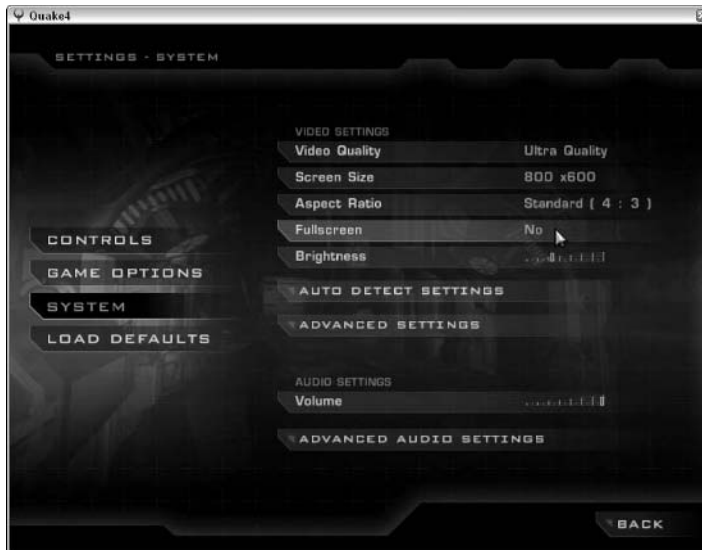 Quake4
SETTINGS - SYSTEM
VIDEO SETTINGS
Video Quality Ultra Quality
Screen Size 800 x600
Aspect Ratio Standard ( 4 : 3 )
Fullscreen No
Brightness
AUTO DETECT SETTINGS
ADVANCED SETTINGS
CONTROLS
GAME OPTIONS
SYSTEM
LOAD DEFAULTS
AUDIO SETTINGS
Volume
ADVANCED AUDIO SETTINGS
BACK